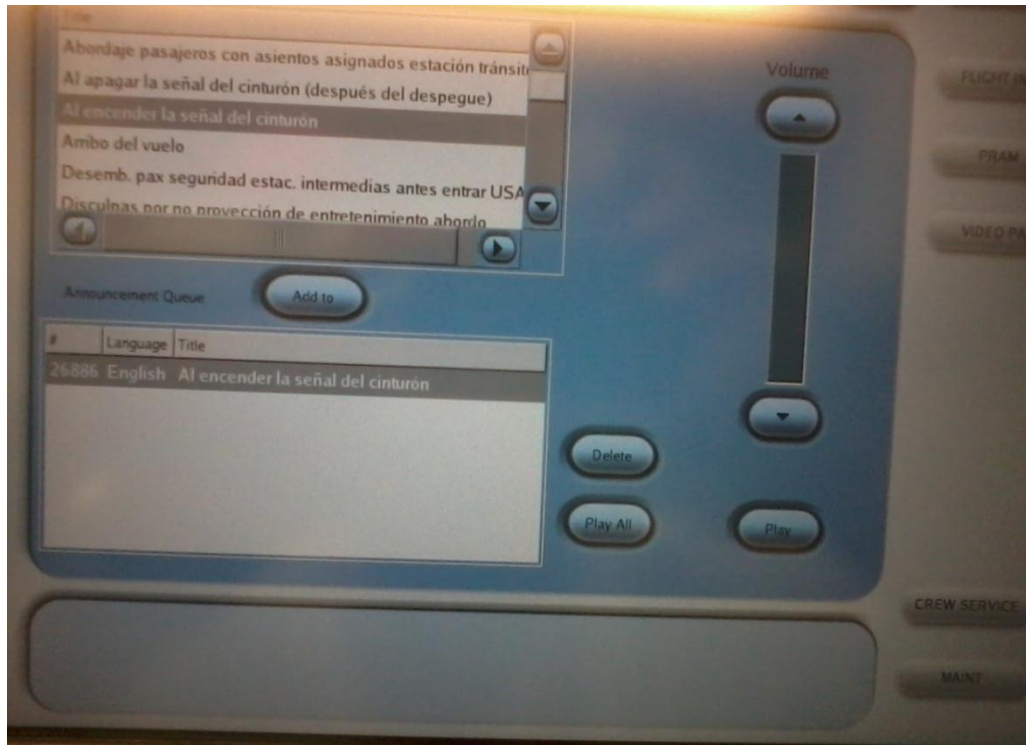 Title
Volume
FLIGHT
Abordaje pasajeros con asientos asignados estación tránsit
Al apagar la señal del cinturón (después del despegue)
Al encender la señal del cinturón
PRAM
Arribo del vuelo
Desemb. pax seguridad estac. intermedias antes entrar USA
Disculpas por no proyección de entretenimiento abordo
VIDEO PA
Announcement Queue
Add to
# Language Title
26886 English Al encender la señal del cinturón
Delete
Play All
Play
CREW SERVICE
MAINT